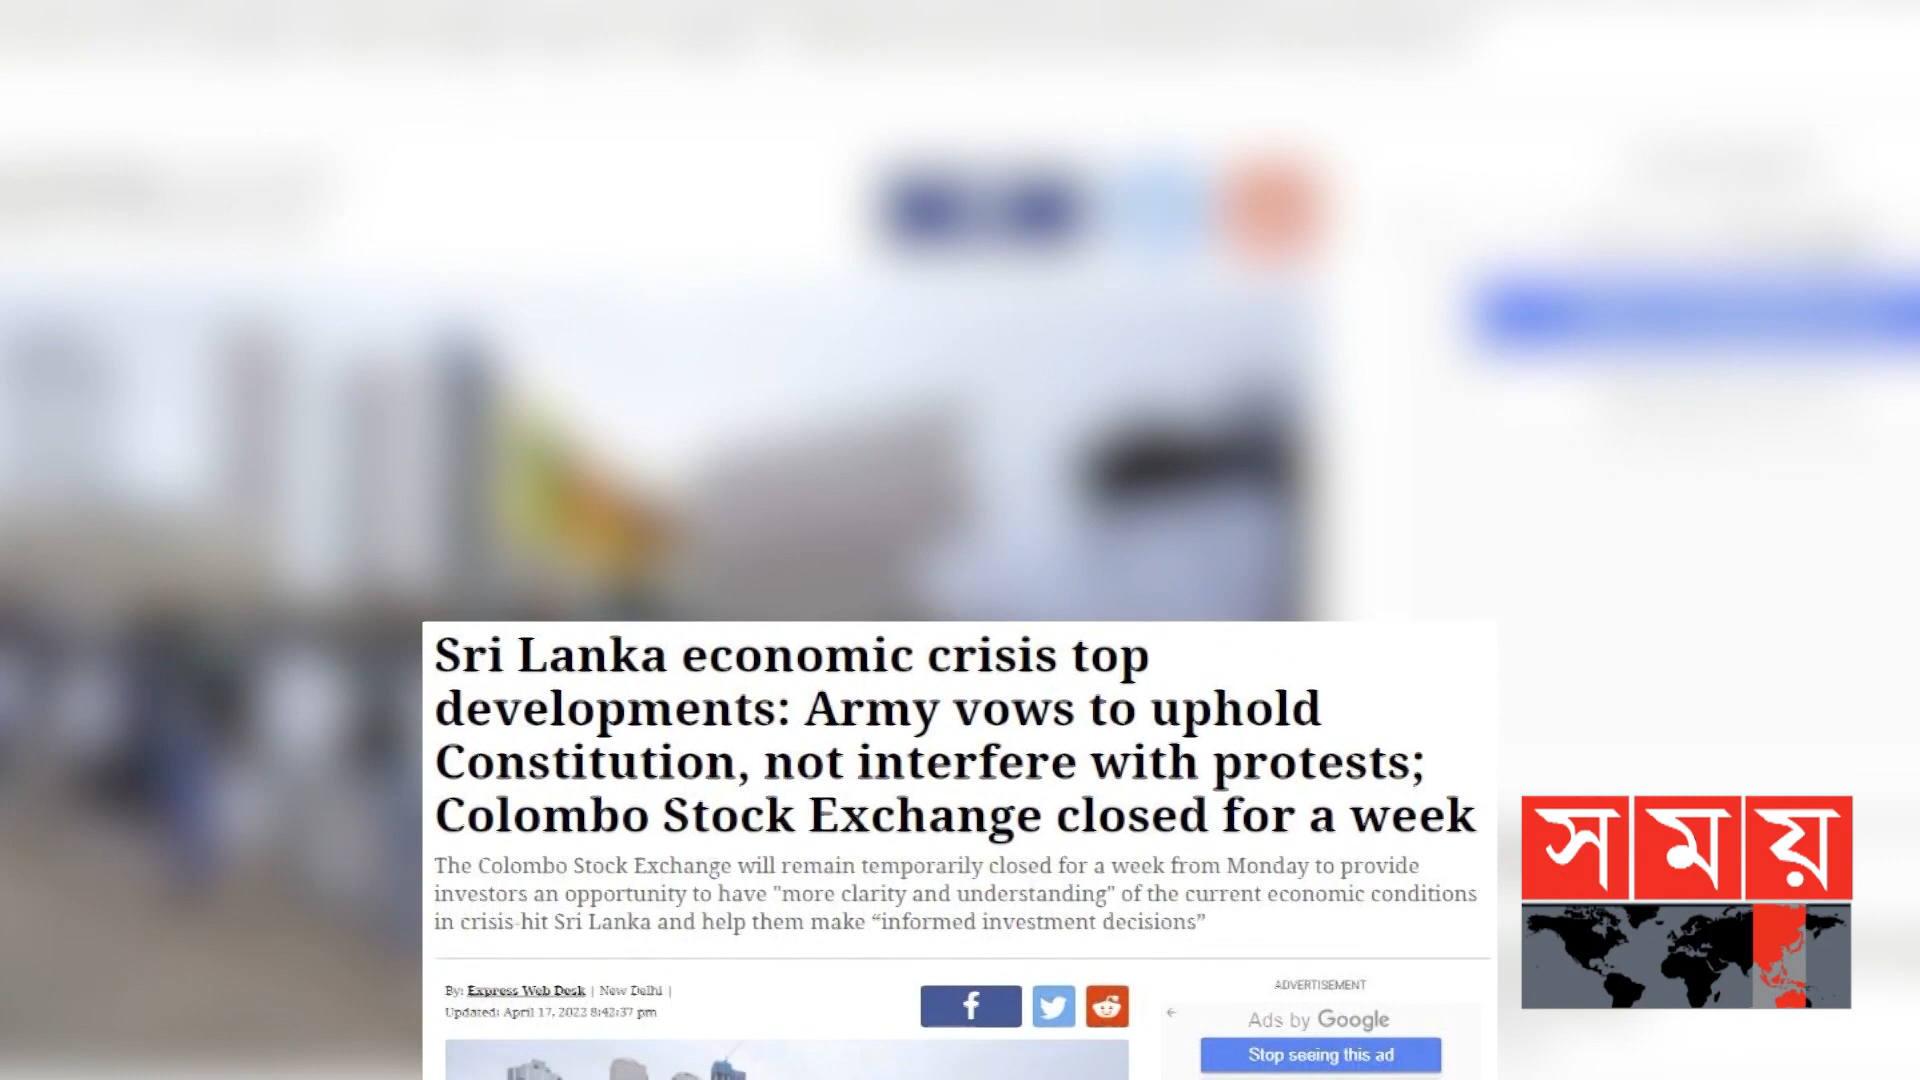 Sri Lanka economic crisis top
developments: Army vows to uphold
Constitution, not interfere with protests;
Colombo Stock Exchange closed for a week
The Colombo Stock Exchange will remain temporarily closed for a week from Monday to provide
investors an opportunity to have "more clarity and understanding" of the current economic conditions
in crisis-hit Sri Lanka and help them make “informed investment decisions”
By: Express Web Desk | New Delhi |
Updated: April 17, 2022 8:42:37 pm
ADVERTISEMENT
Ads by Google
Stop seeing this ad
সময়